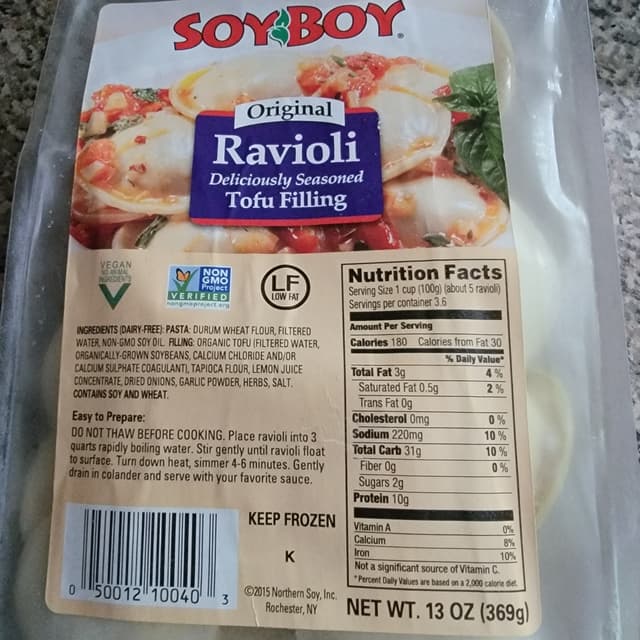 SOYBOY®
Original
Ravioli
Deliciously Seasoned
Tofu Filling
VEGAN
NO ANIMAL
INGREDIENTS
V
NON
GMO
Project
VERIFIED
nongmoproject.org
LF
LOW FAT
INGREDIENTS (DAIRY-FREE): PASTA: DURUM WHEAT FLOUR, FILTERED
WATER, NON-GMO SOY OIL. FILLING: ORGANIC TOFU (FILTERED WATER,
ORGANICALLY-GROWN SOYBEANS, CALCIUM CHLORIDE AND/OR
CALCIUM SULPHATE COAGULANT), TAPIOCA FLOUR, LEMON JUICE
CONCENTRATE, DRIED ONIONS, GARLIC POWDER, HERBS, SALT.
CONTAINS SOY AND WHEAT.
Easy to Prepare:
DO NOT THAW BEFORE COOKING. Place ravioli into 3
quarts rapidly boiling water. Stir gently until ravioli float
to surface. Turn down heat, simmer 4-6 minutes. Gently
drain in colander and serve with your favorite sauce.
KEEP FROZEN
K
0 50012 10040 3
©2015 Northern Soy, Inc.
Rochester, NY
Nutrition Facts
Serving Size 1 cup (100g) (about 5 ravioli)
Servings per container 3.6
Amount Per Serving
Calories 180 Calories from Fat 30
% Daily Value*
Total Fat 3g 4 %
Saturated Fat 0.5g 2 %
Trans Fat 0g
Cholesterol 0mg 0 %
Sodium 220mg 10 %
Total Carb 31g 10 %
Fiber 0g 0 %
Sugars 2g
Protein 10g
Vitamin A 0%
Calcium 8%
Iron 10%
Not a significant source of Vitamin C.
*Percent Daily Values are based on a 2,000 calorie diet.
NET WT. 13 OZ (369g)